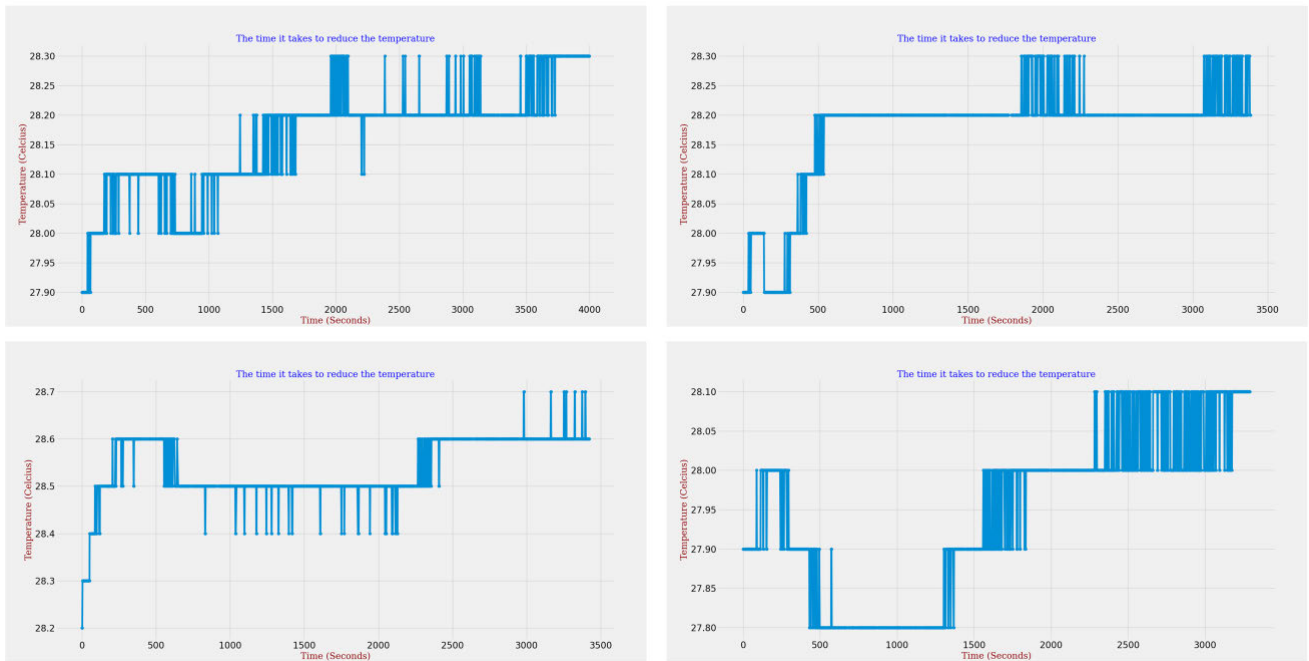 The time it takes to reduce the temperature
28.30
28.25
28.20
28.15
28.10
28.05
28.00
27.95
27.90
Temperature (Celcius)
0 500 1000 1500 2000 2500 3000 3500 4000
Time (Seconds)
The time it takes to reduce the temperature
28.30
28.25
28.20
28.15
28.10
28.05
28.00
27.95
27.90
Temperature (Celcius)
0 500 1000 1500 2000 2500 3000 3500
Time (Seconds)
The time it takes to reduce the temperature
28.7
28.6
28.5
28.4
28.3
28.2
Temperature (Celcius)
0 500 1000 1500 2000 2500 3000 3500
Time (Seconds)
The time it takes to reduce the temperature
28.10
28.05
28.00
27.95
27.90
27.85
27.80
Temperature (Celcius)
0 500 1000 1500 2000 2500 3000
Time (Seconds)